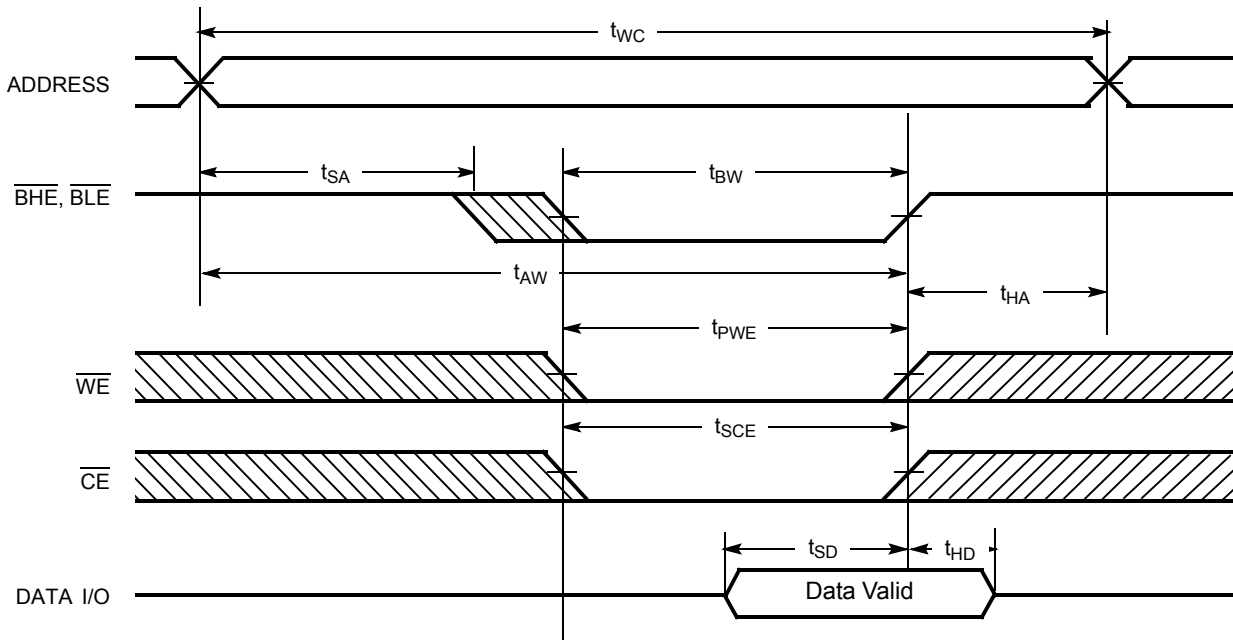 tWC
ADDRESS
tSA
tBW
BHE, BLE
tAW
tHA
tPWE
WE
tSCE
CE
tSD
tHD
DATA I/O
Data Valid